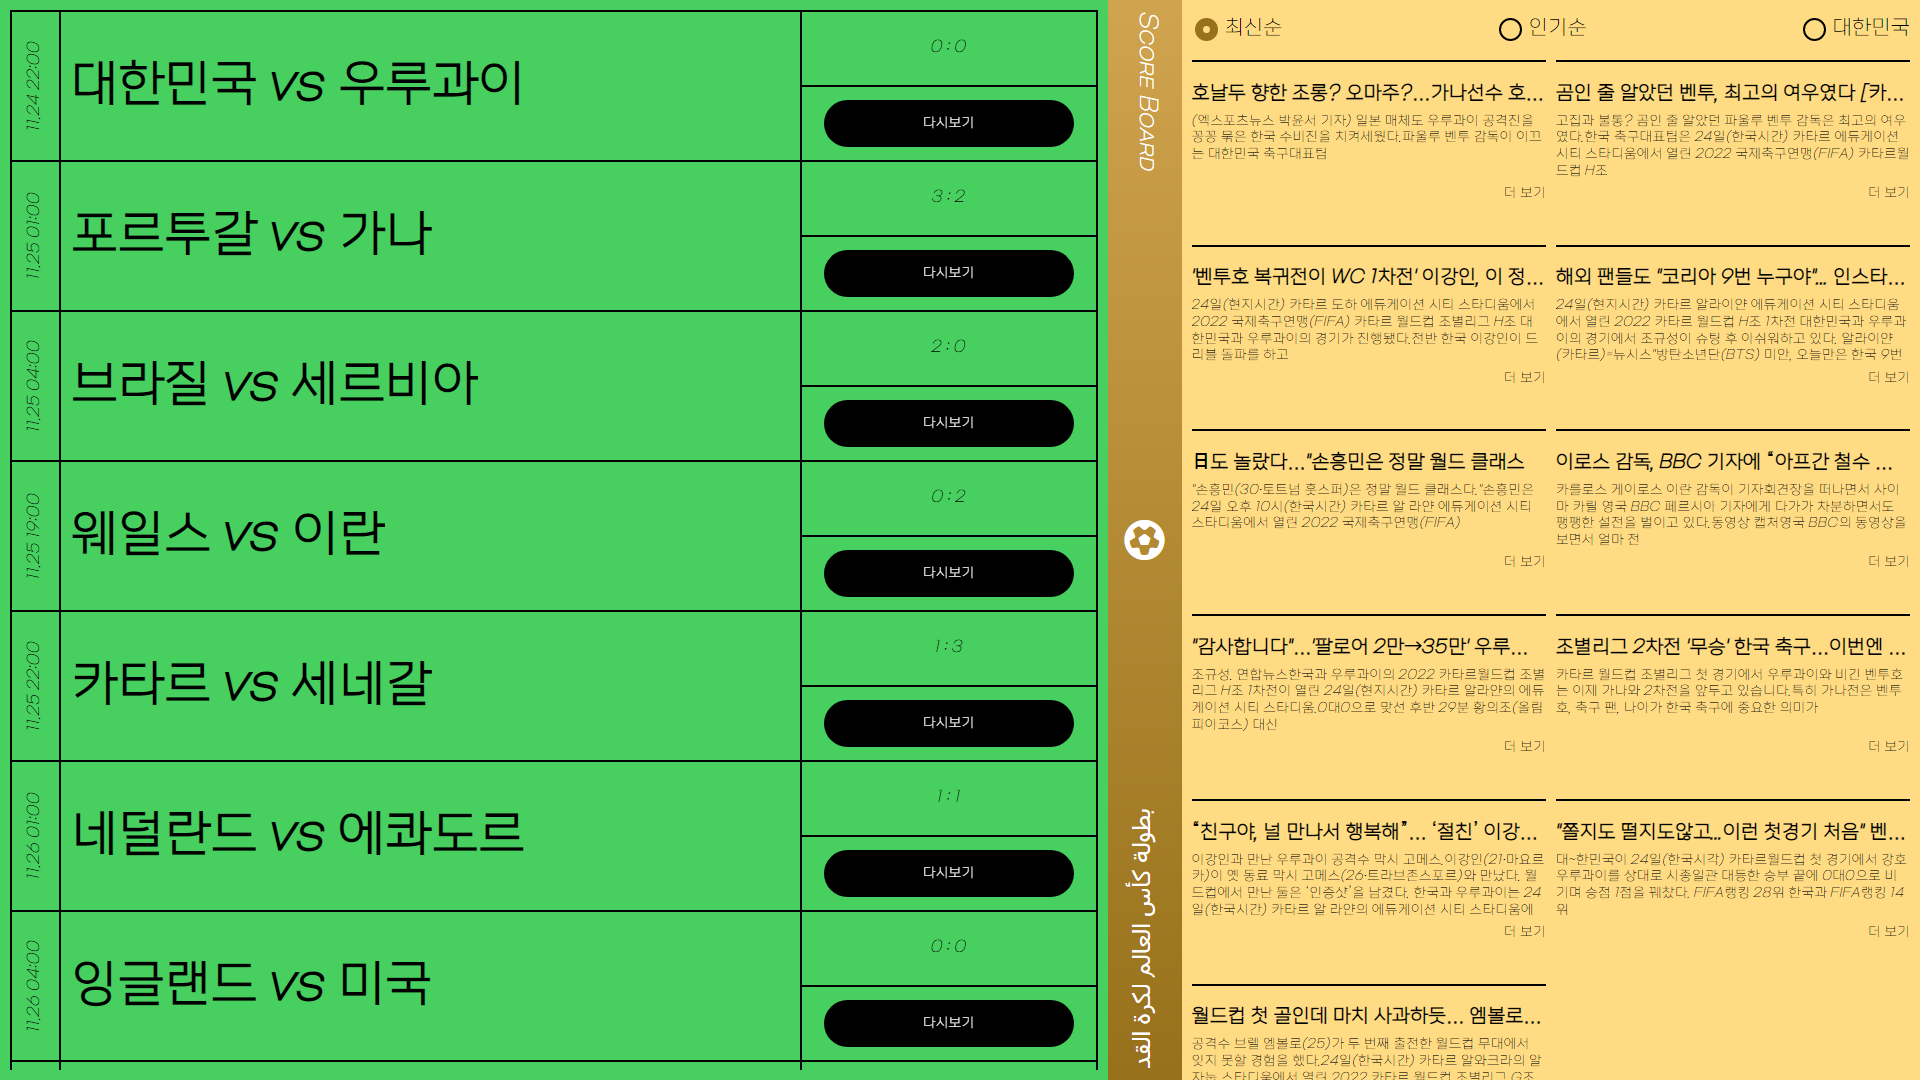 11.24 22:00
대한민국 VS 우루과이
0:0
다시보기
11.25 01:00
포르투갈 VS 가나
3:2
다시보기
11.25 04:00
브라질 VS 세르비아
2:0
다시보기
11.25 19:00
웨일스 VS 이란
0:2
다시보기
11.25 22:00
카타르 VS 세네갈
1:3
다시보기
11.26 01:00
네덜란드 VS 에콰도르
1:1
다시보기
11.26 04:00
잉글랜드 VS 미국
0:0
다시보기
SCORE BOARD
بطولة كأس العالم لكرة القد
최신순
인기순
대한민국
호날두 향한 조롱? 오마주?...가나선수 호...
(엑스포츠뉴스 박윤서 기자) 일본 매체도 우루과이 공격진을
꽁꽁 묶은 한국 수비진을 치켜세웠다.파울루 벤투 감독이 이끄
는 대한민국 축구대표팀
더 보기
곰인 줄 알았던 벤투, 최고의 여우였다 [카...
고집과 불통? 곰인 줄 알았던 파울루 벤투 감독은 최고의 여우
였다.한국 축구대표팀은 24일(한국시간) 카타르 에듀케이션
시티 스타디움에서 열린 2022 국제축구연맹(FIFA) 카타르월
드컵 H조
더 보기
'벤투호 복귀전이 WC 1차전' 이강인, 이 정...
24일(현지시간) 카타르 도하 에듀케이션 시티 스타디움에서
2022 국제축구연맹(FIFA) 카타르 월드컵 조별리그 H조 대
한민국과 우루과이의 경기가 진행됐다.전반 한국 이강인이 드
리블 돌파를 하고
더 보기
해외 팬들도 "코리아 9번 누구야"... 인스타...
24일(현지시간) 카타르 알라이얀 에듀케이션 시티 스타디움
에서 열린 2022 카타르 월드컵 H조 1차전 대한민국과 우루과
이의 경기에서 조규성이 슈팅 후 아쉬워하고 있다. 알라이얀
(카타르)=뉴시스"방탄소년단(BTS) 미안, 오늘만은 한국 9번
더 보기
日도 놀랐다..."손흥민은 정말 월드 클래스
"손흥민(30·토트넘 홋스퍼)은 정말 월드 클래스다."손흥민은
24일 오후 10시(한국시간) 카타르 알 라얀 에듀케이션 시티
스타디움에서 열린 2022 국제축구연맹(FIFA)
더 보기
이로스 감독, BBC 기자에 “아프간 철수 ...
카를로스 케이로스 이란 감독이 기자회견장을 떠나면서 사이
마 카릴 영국 BBC 페르시아 기자에게 다가가 차분하면서도
팽팽한 설전을 벌이고 있다.동영상 캡처영국 BBC의 동영상을
보면서 얼마 전
더 보기
"감사합니다"...'팔로어 2만→35만' 우루...
조규성. 연합뉴스한국과 우루과이의 2022 카타르월드컵 조별
리그 H조 1차전이 열린 24일(현지시간) 카타르 알라얀의 에듀
케이션 시티 스타디움.0대0으로 맞선 후반 29분 황의조(올림
피아코스) 대신
더 보기
조별리그 2차전 '무승' 한국 축구...이번엔 ...
카타르 월드컵 조별리그 첫 경기에서 우루과이와 비긴 벤투호
는 이제 가나와 2차전을 앞두고 있습니다.특히 가나전은 벤투
호, 축구 팬, 나이가 한국 축구에 중요한 의미가
더 보기
“친구야, 널 만나서 행복해”... ‘절친’ 이강...
이강인과 만난 우루과이 공격수 막시 고메스.이강인(21·마요르
카)이 옛 동료 막시 고메스(26·트라브존스포르)와 만났다. 월
드컵에서 만난 둘은 ‘인증샷’을 남겼다. 한국과 우루과이는 24
일(한국시간) 카타르 알 라얀의 에듀케이션 시티 스타디움에
더 보기
"쫄지도 떨지도않고...이런 첫경기 처음" 벤...
대~한민국이 24일(한국시각) 카타르월드컵 첫 경기에서 강호
우루과이를 상대로 시종일관 대등한 승부 끝에 0대0으로 비
기며 승점 1점을 꿰찼다. FIFA랭킹 28위 한국과 FIFA랭킹 14
위
더 보기
월드컵 첫 골인데 마치 사과하듯... 엠볼로...
공격수 브렐 엠볼로(25)가 두 번째 출전한 월드컵 무대에서
잊지 못할 경험을 했다.24일(한국시간) 카타르 알와크라의 알
자눕 스타디움에서 열린 2022 카타르 월드컵 조별리그 G조